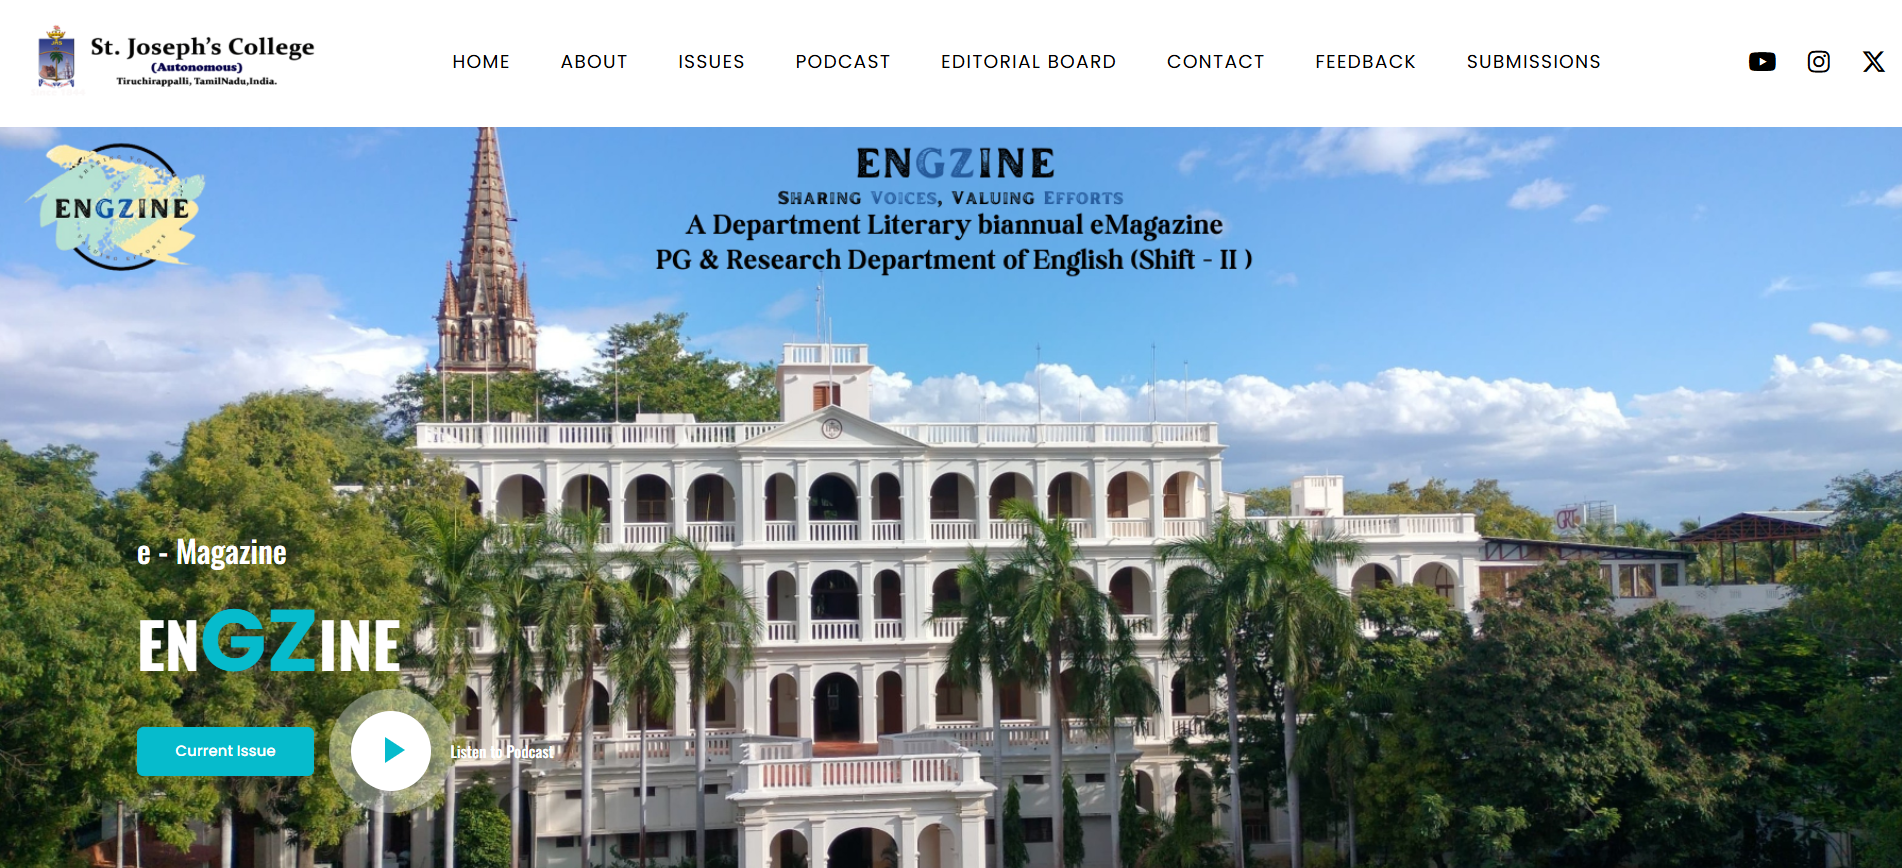 St. Joseph's College
(Autonomous)
Tiruchirappalli, TamilNadu,India.
HOME
ABOUT
ISSUES
PODCAST
EDITORIAL BOARD
CONTACT
FEEDBACK
SUBMISSIONS
ENGZINE
ENGZINE
SHARING VOICES, VALUING EFFORTS
A Department Literary biannual eMagazine
PG & Research Department of English (Shift - II )
GRT
e - Magazine
ENGZINE
Current Issue
Listen to Podcast